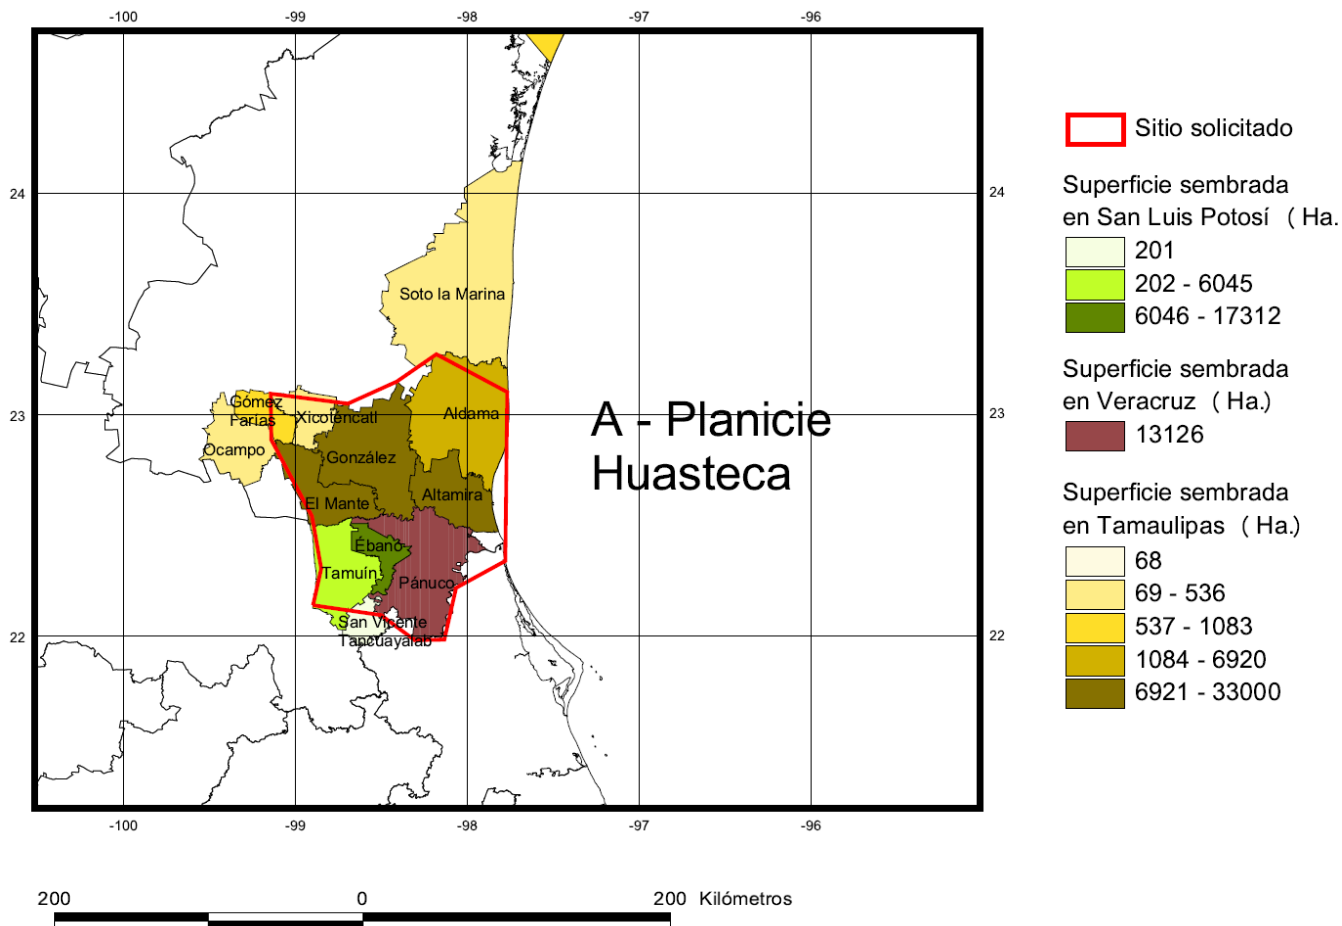 -100 -99 -98 -97 -96
24 24
Soto la Marina
23 23
Gómez
Farías
Xicoténcatl
Aldama
Ocampo
González
El Mante
Altamira
Ébano
Tamuín
Pánuco
22 22
San Vicente
Tancuayalab
A - Planicie
Huasteca
-100 -99 -98 -97 -96
200 0 200 Kilómetros
Sitio solicitado
Superficie sembrada
en San Luis Potosí ( Ha.
201
202 - 6045
6046 - 17312
Superficie sembrada
en Veracruz ( Ha.)
13126
Superficie sembrada
en Tamaulipas ( Ha.)
68
69 - 536
537 - 1083
1084 - 6920
6921 - 33000